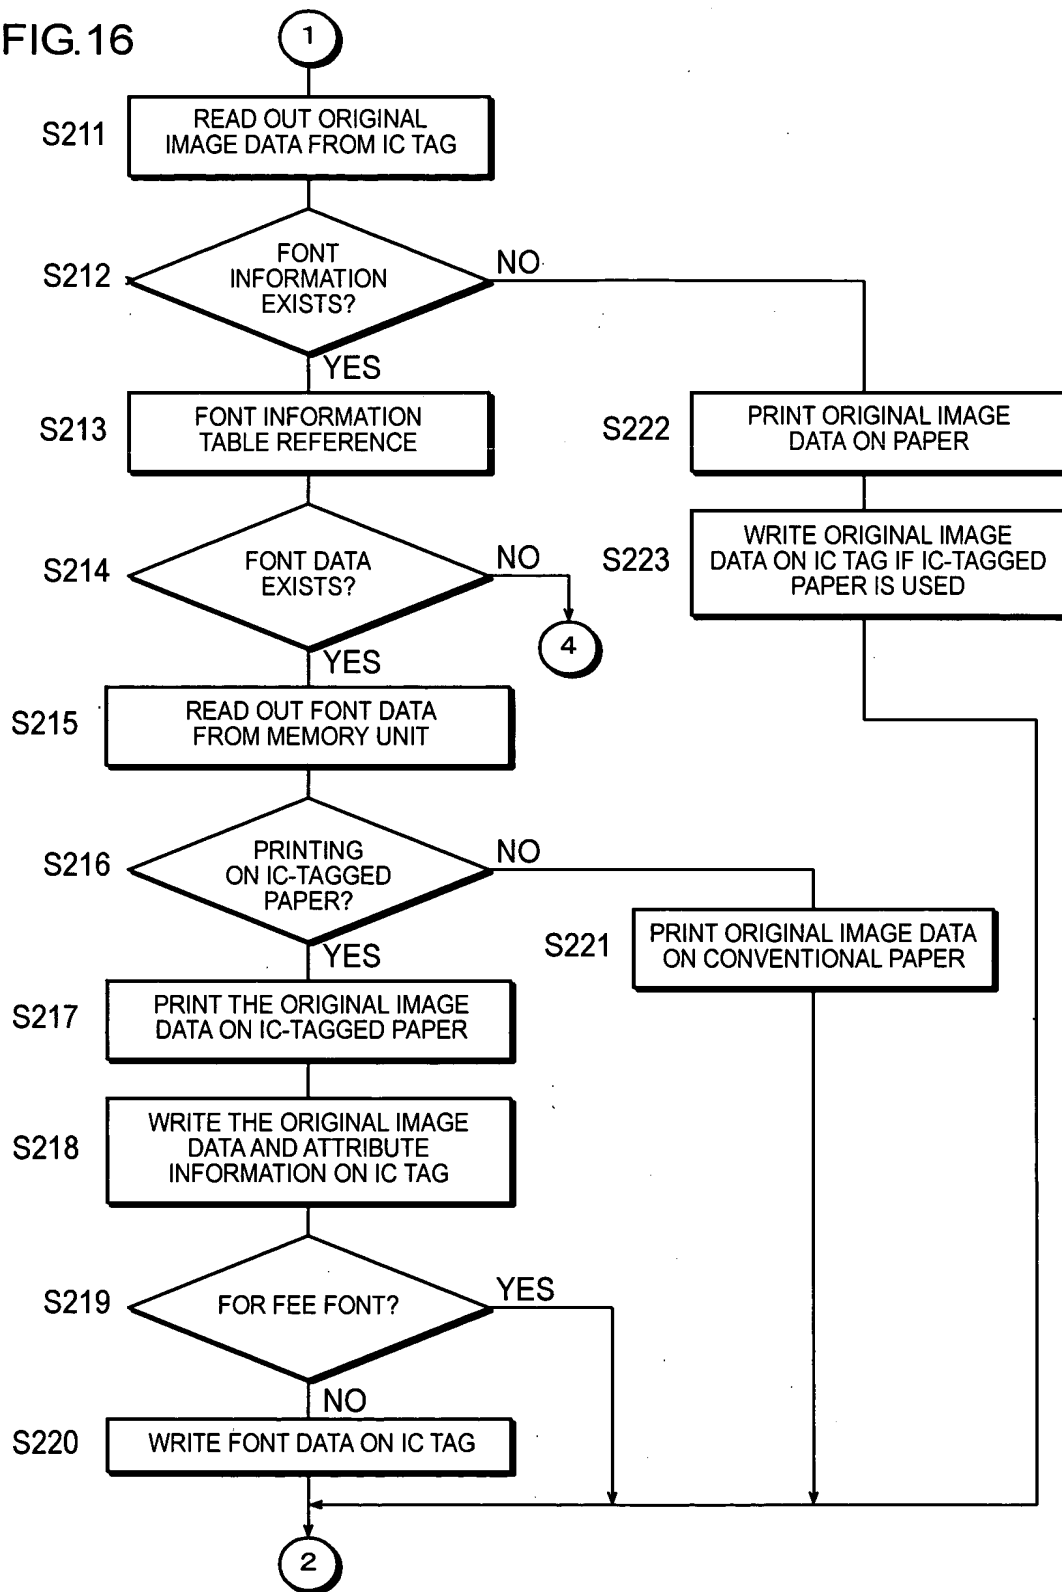 FIG.16
1
S211
READ OUT ORIGINAL
IMAGE DATA FROM IC TAG
S212
FONT
INFORMATION
EXISTS?
NO
YES
S213
FONT INFORMATION
TABLE REFERENCE
S222
PRINT ORIGINAL IMAGE
DATA ON PAPER
S214
FONT DATA
EXISTS?
NO
4
YES
S223
WRITE ORIGINAL IMAGE
DATA ON IC TAG IF IC-TAGGED
PAPER IS USED
S215
READ OUT FONT DATA
FROM MEMORY UNIT
S216
PRINTING
ON IC-TAGGED
PAPER?
NO
YES
S221
PRINT ORIGINAL IMAGE DATA
ON CONVENTIONAL PAPER
S217
PRINT THE ORIGINAL IMAGE
DATA ON IC-TAGGED PAPER
S218
WRITE THE ORIGINAL IMAGE
DATA AND ATTRIBUTE
INFORMATION ON IC TAG
S219
FOR FEE FONT?
YES
NO
S220
WRITE FONT DATA ON IC TAG
2